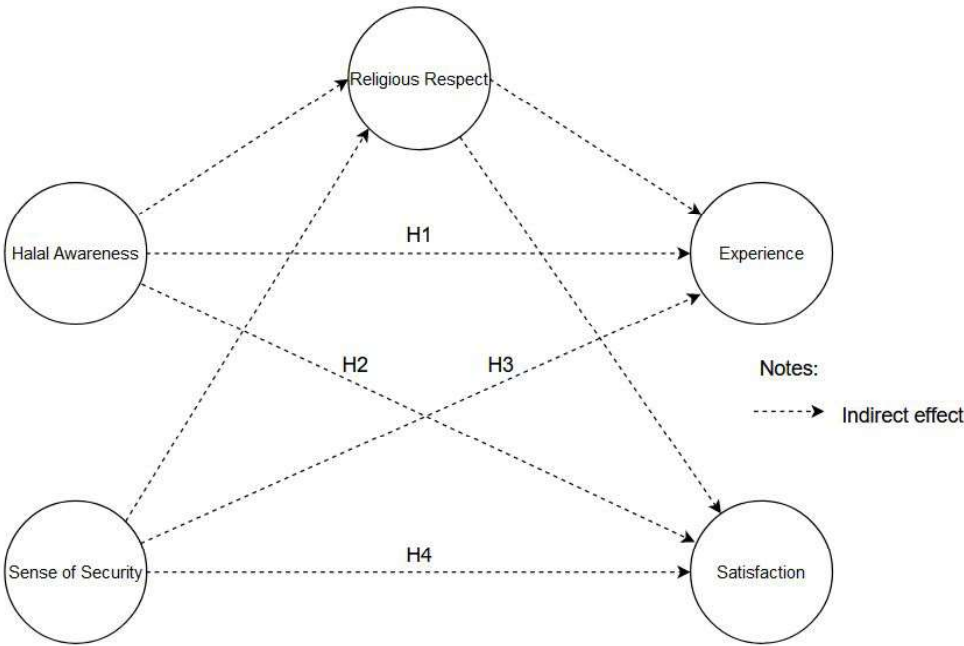 Religious Respect
H1
Halal Awareness
Experience
H2
H3
Notes:
Indirect effect
H4
Sense of Security
Satisfaction